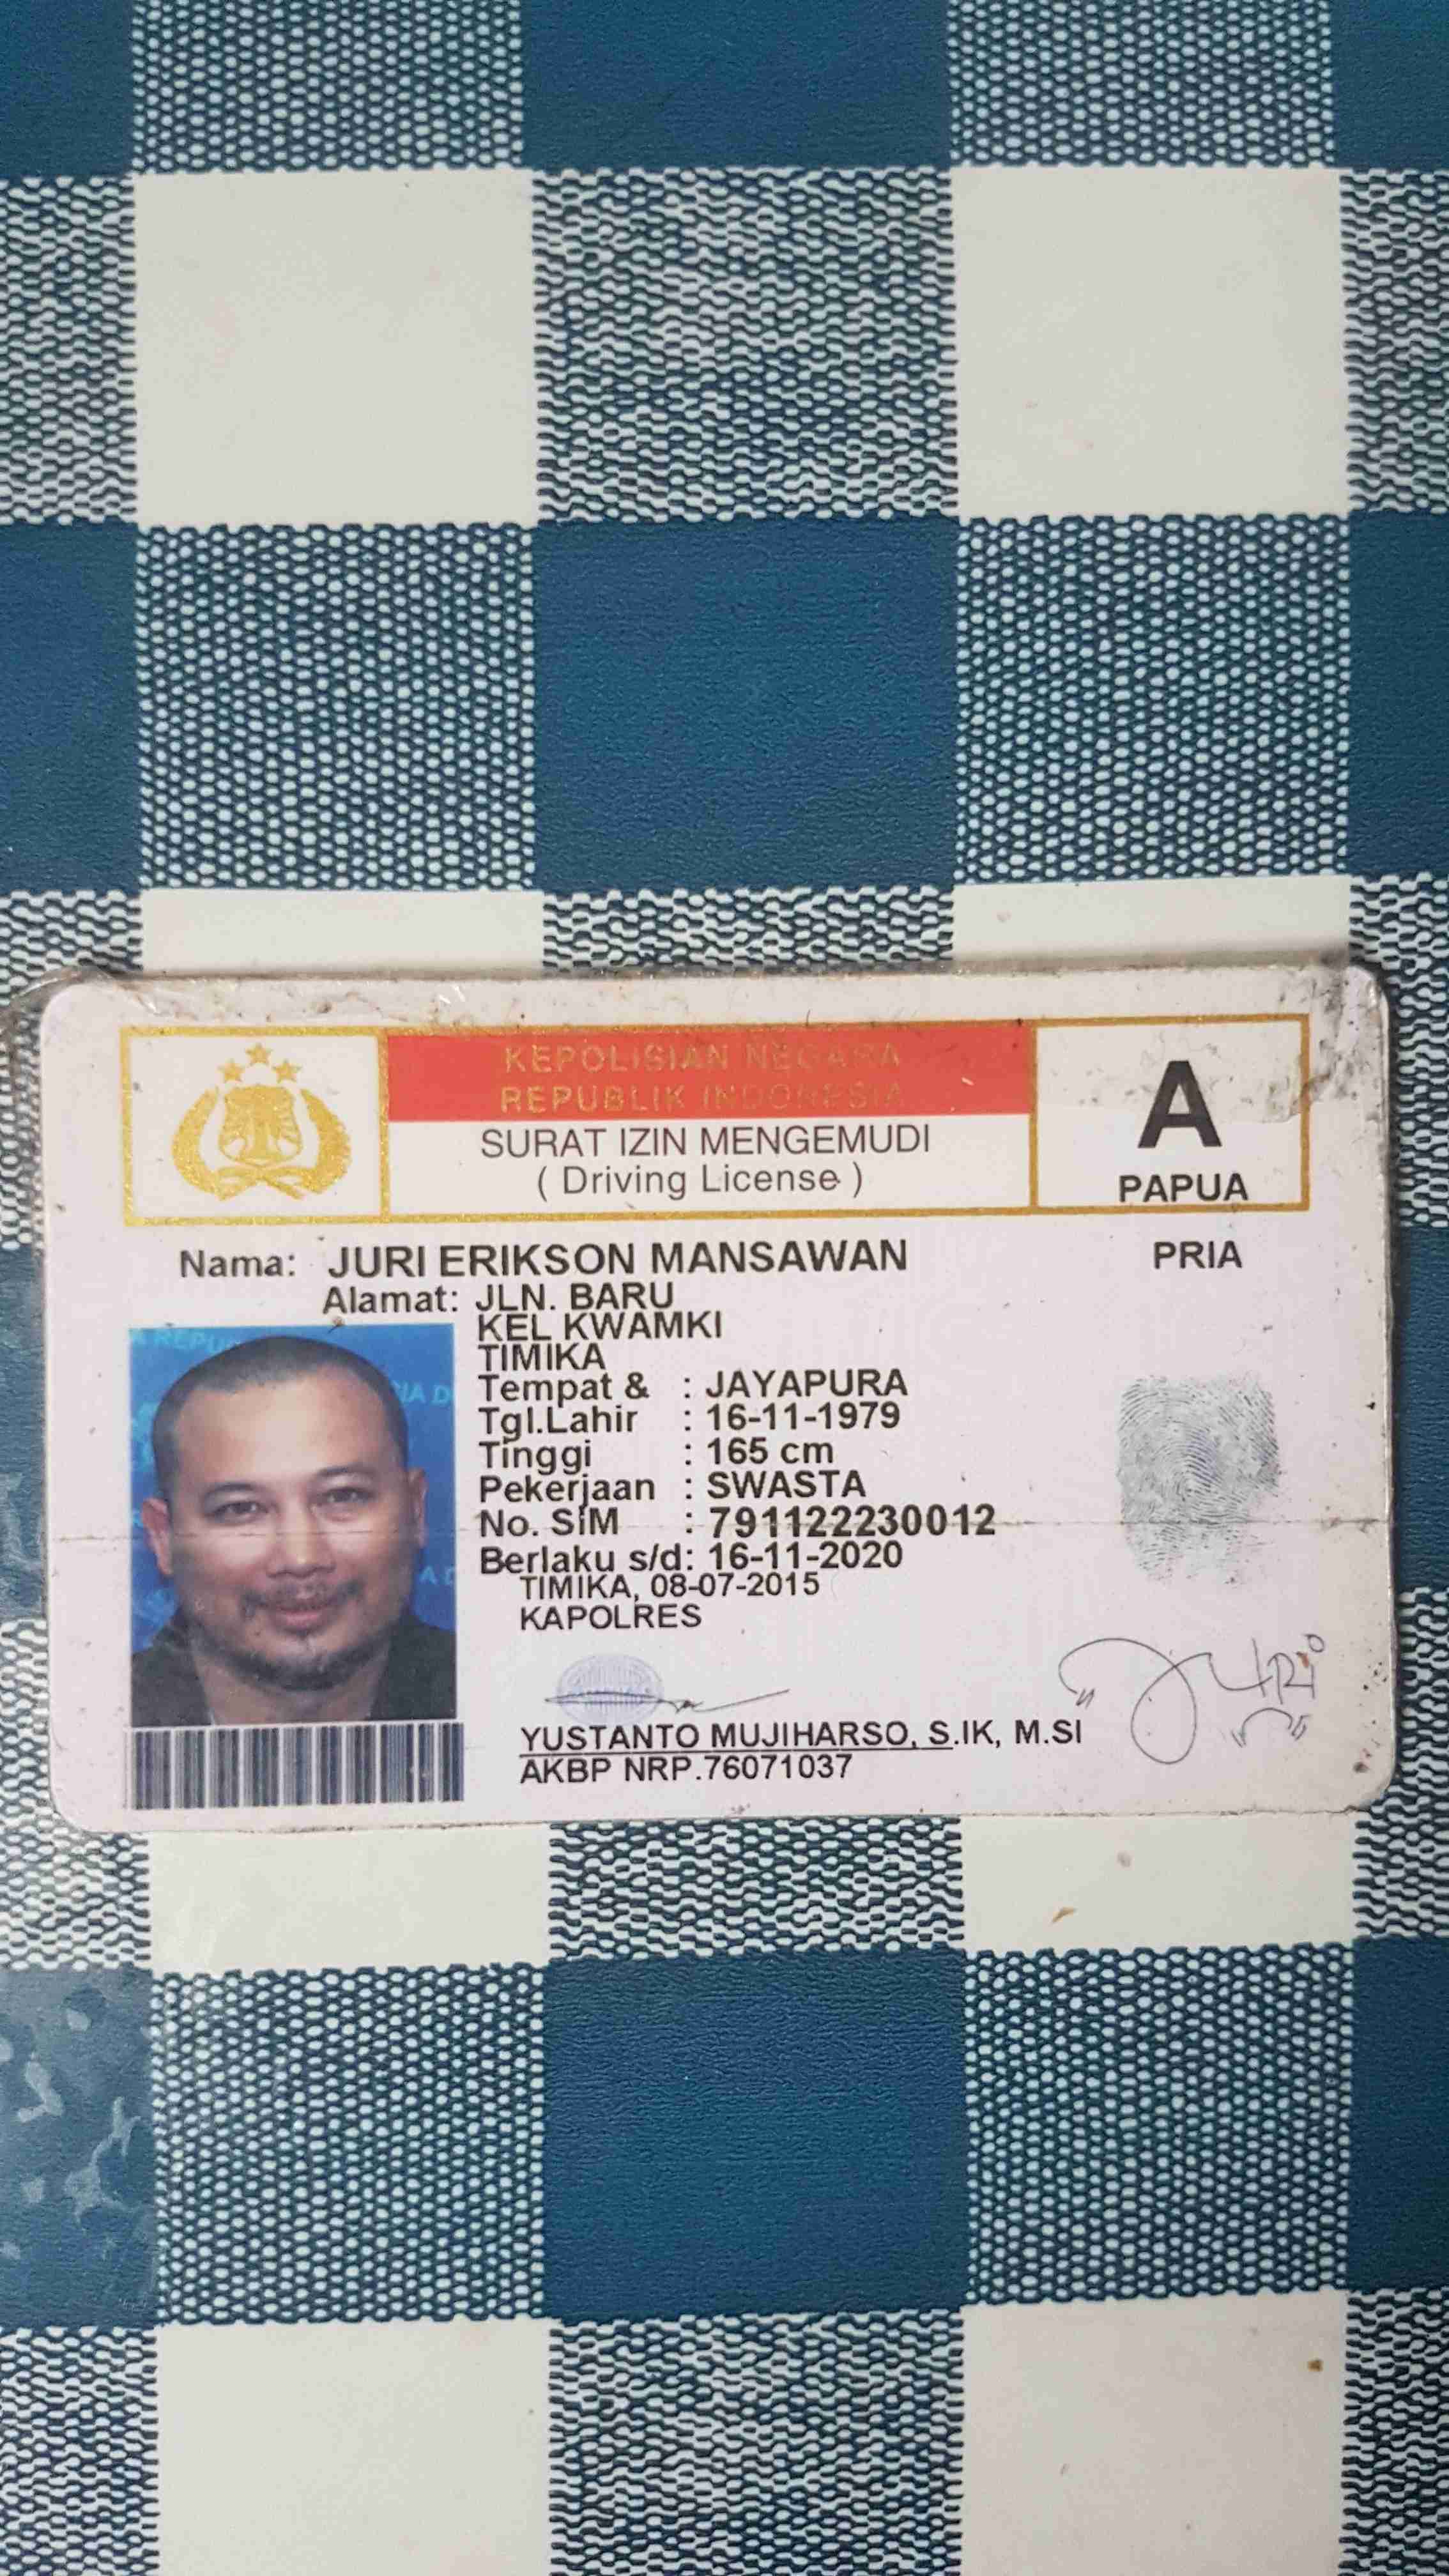 KEPOLISIAN NEGARA
REPUBLIK INDONESIA
SURAT IZIN MENGEMUDI
( Driving License )
A
PAPUA
Nama: JURI ERIKSON MANSAWAN
PRIA
Alamat: JLN. BARU
KEL KWAMKI
TIMIKA
Tempat & : JAYAPURA
Tgl.Lahir : 16-11-1979
Tinggi : 165 cm
Pekerjaan : SWASTA
No. SIM : 791122230012
Berlaku s/d: 16-11-2020
TIMIKA, 08-07-2015
KAPOLRES
YUSTANTO MUJIHARSO, S.IK, M.SI
AKBP NRP.76071037